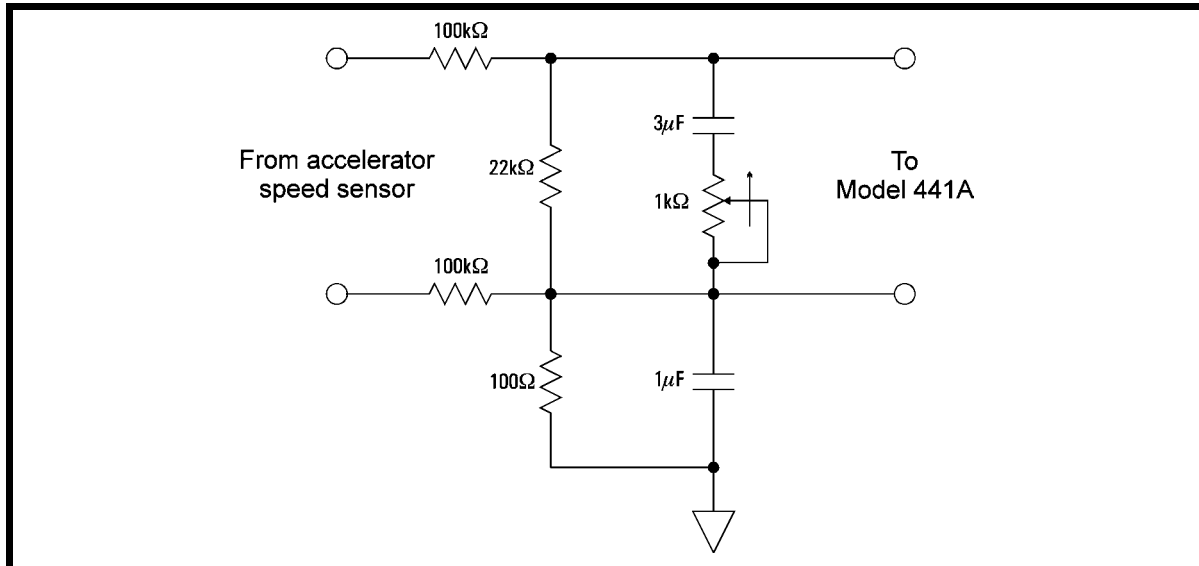 100kΩ
3μF
From accelerator
speed sensor
22kΩ
1kΩ
To
Model 441A
100kΩ
100Ω
1μF